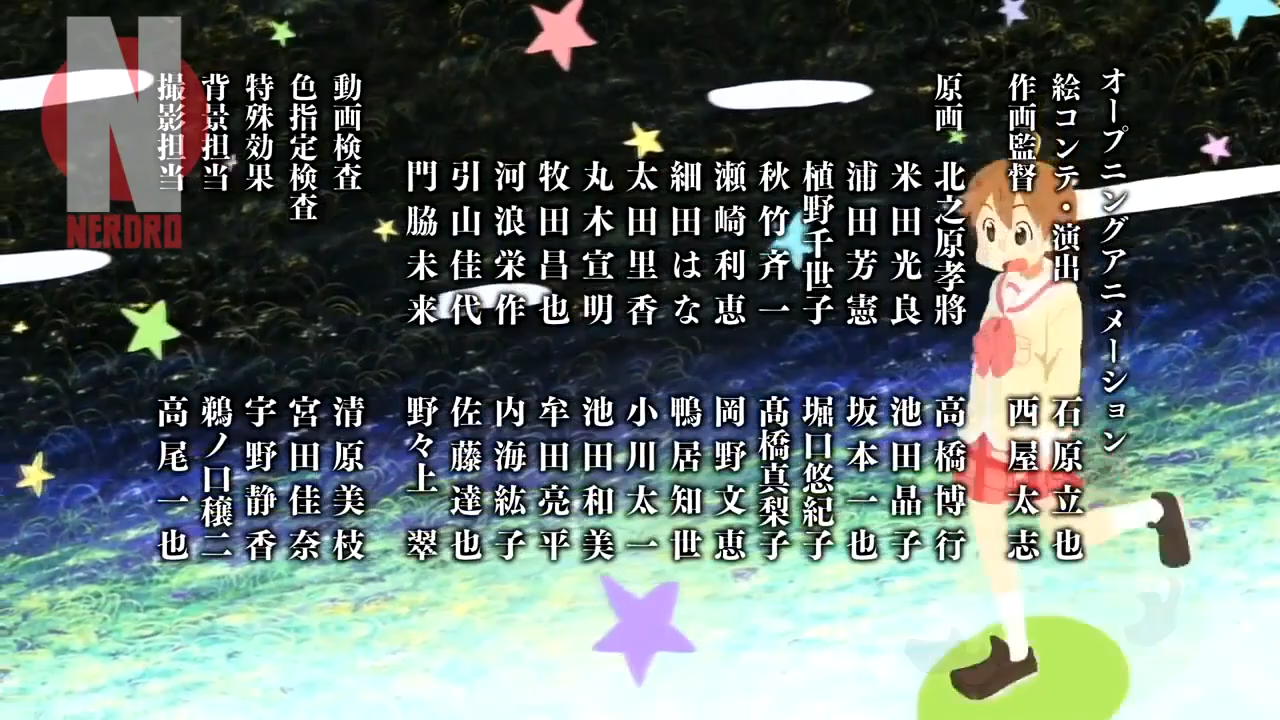 オープニングアニメーション
絵コンテ・演出 石原立也
作画監督 西屋太志
原画 北之原孝將 高橋博行
米田光良 池田晶子
浦田芳憲 坂本一也
植野千世子 堀口悠紀子
秋竹斉一 髙橋真梨子
瀬崎利恵 岡野文恵
細田はな 鴨居知世
太田里香 小川太一
丸木宣明 池田和美
牧田昌也 牟田亮平
河浪栄作 内海紘子
引山佳代 佐藤達也
門脇未来 野々上翠
動画検査 清原美枝
色指定検査 宮田佳奈
特殊効果 宇野静香
背景担当 鵜ノ口穣二
撮影担当 高尾一也
N
NERDRO